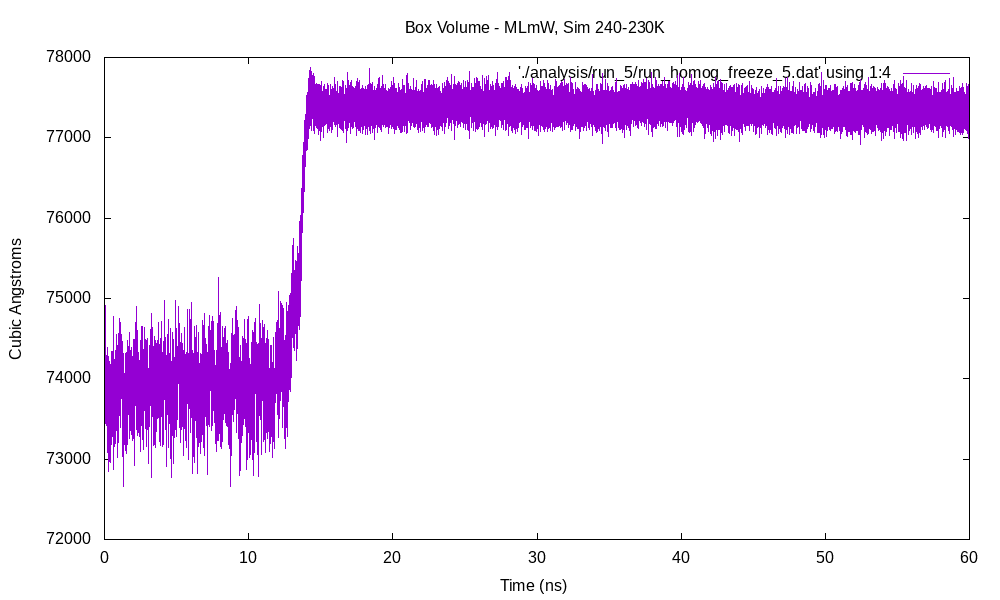 Box Volume - MLmW, Sim 240-230K
'./analysis/run_5/run_homog_freeze_5.dat' using 1:4
78000
77000
76000
75000
74000
73000
72000
Cubic Angstroms
0 10 20 30 40 50 60
Time (ns)